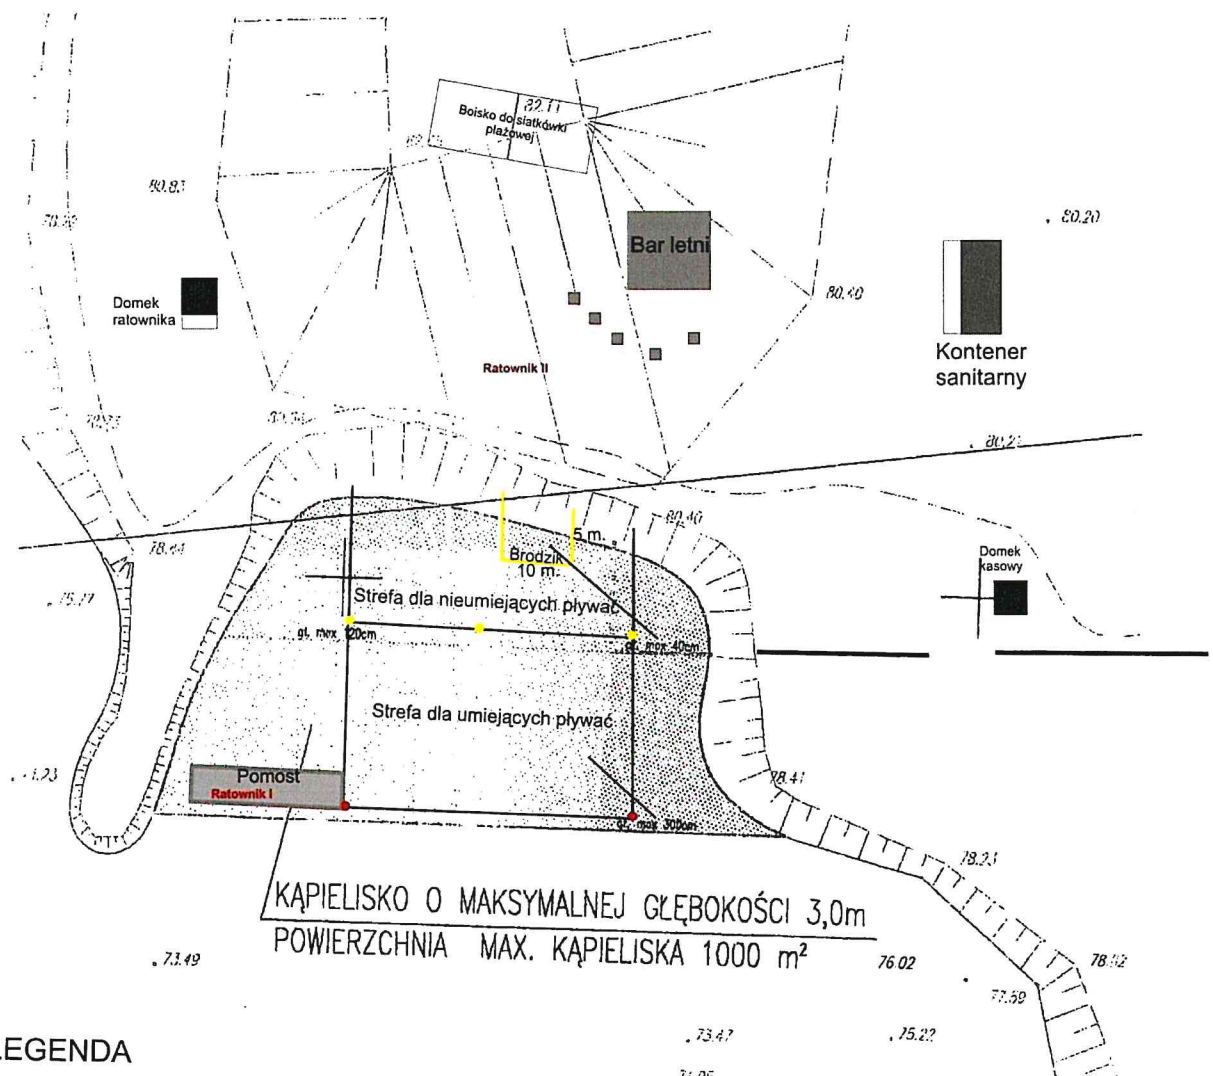 82.11
Boisko do siatkówki
plażowej
80.83
80.20
Bar letni
80.40
Domek
ratownika
Kontener
sanitarny
Ratownik II
80.21
80.40
5 m.
Brodzik
10 m.
Domek
kasowy
78.44
Strefa dla nieumiejących pływać
gł. max 120cm
gł. max 40cm
Strefa dla umiejących pływać
Pomost
Ratownik I
78.41
gł. max 300cm
78.23
KĄPIELISKO O MAKSYMALNEJ GŁĘBOKOŚCI 3,0m
POWIERZCHNIA MAX. KĄPIELISKA 1000 m²
73.49
76.02
77.59
73.47
75.22
LEGENDA